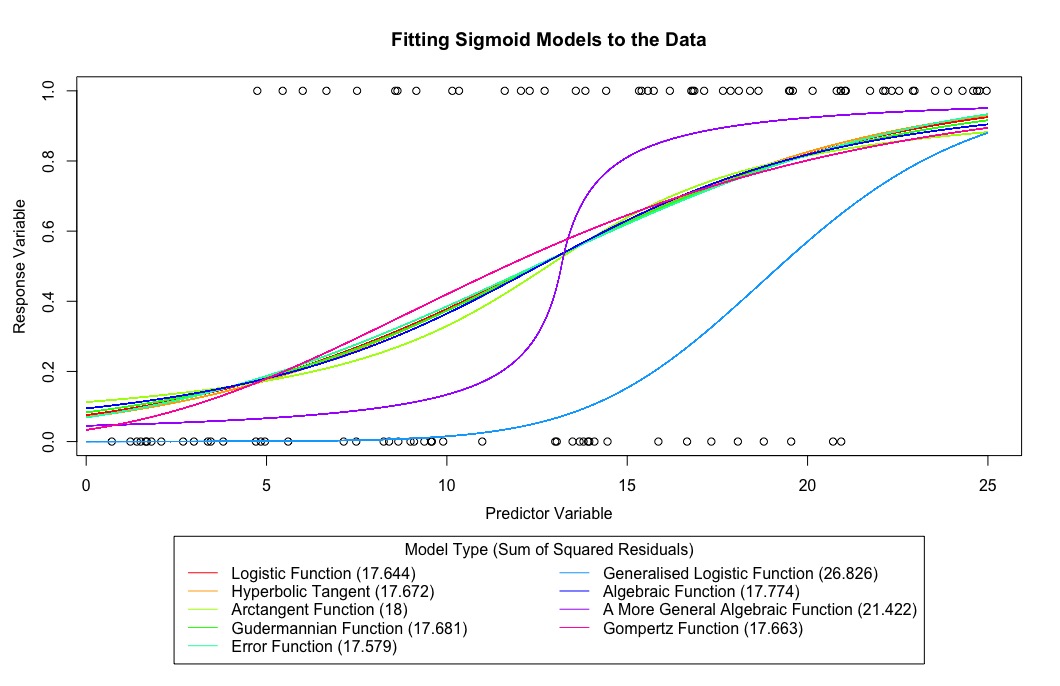 Fitting Sigmoid Models to the Data
Response Variable
1.0
0.8
0.6
0.4
0.2
0.0
0 5 10 15 20 25
Predictor Variable
Model Type (Sum of Squared Residuals)
Logistic Function (17.644)
Hyperbolic Tangent (17.672)
Arctangent Function (18)
Gudermannian Function (17.681)
Error Function (17.579)
Generalised Logistic Function (26.826)
Algebraic Function (17.774)
A More General Algebraic Function (21.422)
Gompertz Function (17.663)